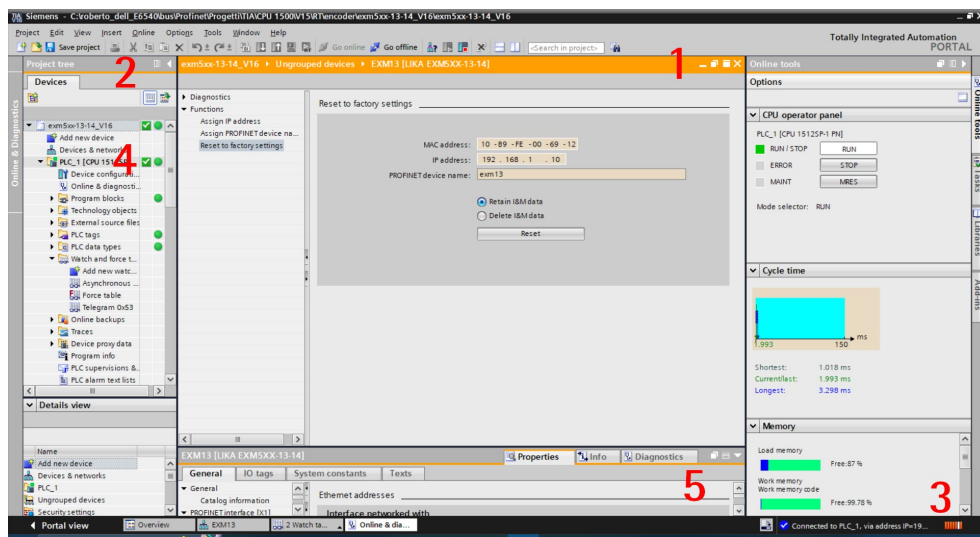 Siemens - C:\roberto_dell_E6540\bus\Profinet\Progetti\TIA\CPU 1500\V15\RT\encoder\exm5xx-13-14_V16\exm5xx-13-14_V16
Project Edit View Insert Online Options Tools Window Help
Totally Integrated Automation
PORTAL
Save project
Go online
Go offline
<Search in project>
Project tree
2
exm5xx-13-14_V16 Ungrouped devices EXM13 [LIKA EXM5XX-13-14]
1
Online tools
Devices
Options
Online & Diagnostics
exm5xx-13-14_V16
Add new device
Devices & network
4
PLC_1 [CPU 151
Device configurati...
Online & diagnosti...
Program blocks
Technology objects
External source files
PLC tags
PLC data types
Watch and force t...
Add new watc...
Asynchronous ...
Force table
Telegram 0x53
Online backups
Traces
Device proxy data
Program info
PLC supervisions &...
PLC alarm text lists
Details view
Name
Add new device
Devices & networks
PLC_1
Ungrouped devices
Security settings
Diagnostics
Functions
Assign IP address
Assign PROFINET device na...
Reset to factory settings
Reset to factory settings
MAC address: 10 -89 -FE -00 -69 -12
IP address: 192 . 168 . 1 . 10
PROFINET device name: exm13
Retain I&M data
Delete I&M data
Reset
CPU operator panel
PLC_1 [CPU 1512SP-1 PN]
RUN / STOP RUN
ERROR STOP
MAINT MRES
Mode selector: RUN
Cycle time
1.993 150 ms
Shortest: 1.018 ms
Current/last: 1.993 ms
Longest: 3.298 ms
Memory
Load memory
Free:87 %
Work memory
Work memory code
Free:99.78 %
3
Online tools
Tasks
Libraries
Add-ins
EXM13 [LIKA EXM5XX-13-14]
Properties Info Diagnostics
General IO tags System constants Texts
5
General
Catalog information
PROFINET interface [X1]
Ethernet addresses
Interface networked with
Portal view
Overview
EXM13
2 Watch ta...
Online & dia...
Connected to PLC_1, via address IP=19...